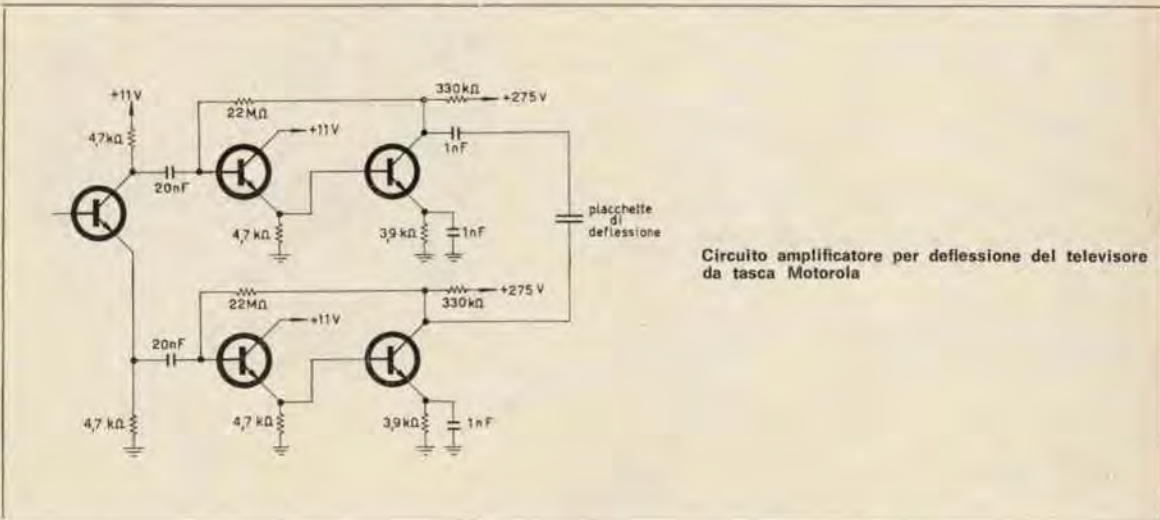 330kΩ
+275V
+11V
22MΩ
4,7kΩ
+11V
1nF
20nF
placchette
di
deflessione
4,7 kΩ
3,9 kΩ
1nF
Circuito amplificatore per deflessione del televisore
da tasca Motorola
22MΩ
+275 V
330kΩ
+11V
20nF
4,7 kΩ
4,7 kΩ
3,9kΩ
1nF